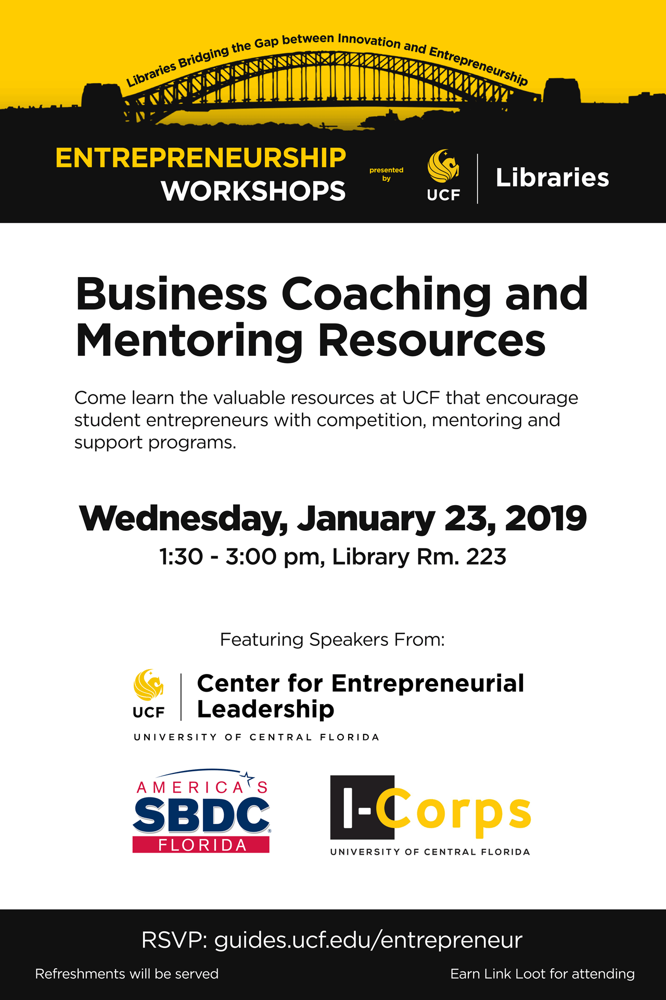 Libraries Bridging the Gap between Innovation and Entrepreneurship
ENTREPRENEURSHIP
WORKSHOPS
presented
by
UCF
Libraries
Business Coaching and
Mentoring Resources
Come learn the valuable resources at UCF that encourage
student entrepreneurs with competition, mentoring and
support programs.
Wednesday, January 23, 2019
1:30 - 3:00 pm, Library Rm. 223
Featuring Speakers From:
UCF
Center for Entrepreneurial
Leadership
UNIVERSITY OF CENTRAL FLORIDA
AMERICA'S
SBDC®
FLORIDA
I-Corps
UNIVERSITY OF CENTRAL FLORIDA
RSVP: guides.ucf.edu/entrepreneur
Refreshments will be served
Earn Link Loot for attending